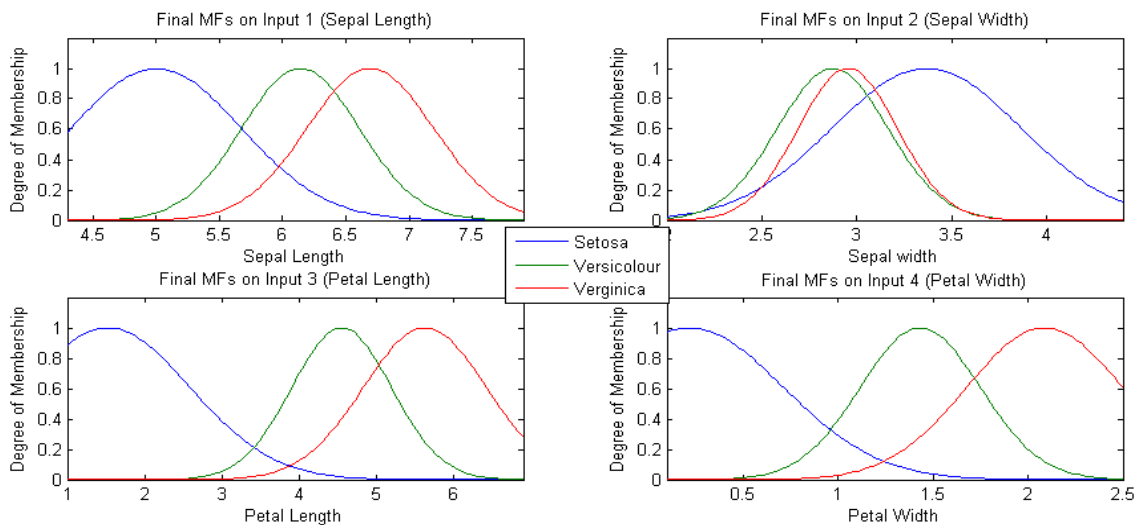 Final MFs on Input 1 (Sepal Length)
Degree of Membership
1
0.8
0.6
0.4
0.2
0
4.5 5 5.5 6 6.5 7 7.5
Sepal Length
Final MFs on Input 2 (Sepal Width)
Degree of Membership
1
0.8
0.6
0.4
0.2
0
2.5 3 3.5 4
Sepal width
Setosa
Versicolour
Verginica
Final MFs on Input 3 (Petal Length)
Degree of Membership
1
0.8
0.6
0.4
0.2
0
1 2 3 4 5 6
Petal Length
Final MFs on Input 4 (Petal Width)
Degree of Membership
1
0.8
0.6
0.4
0.2
0
0.5 1 1.5 2 2.5
Petal Width